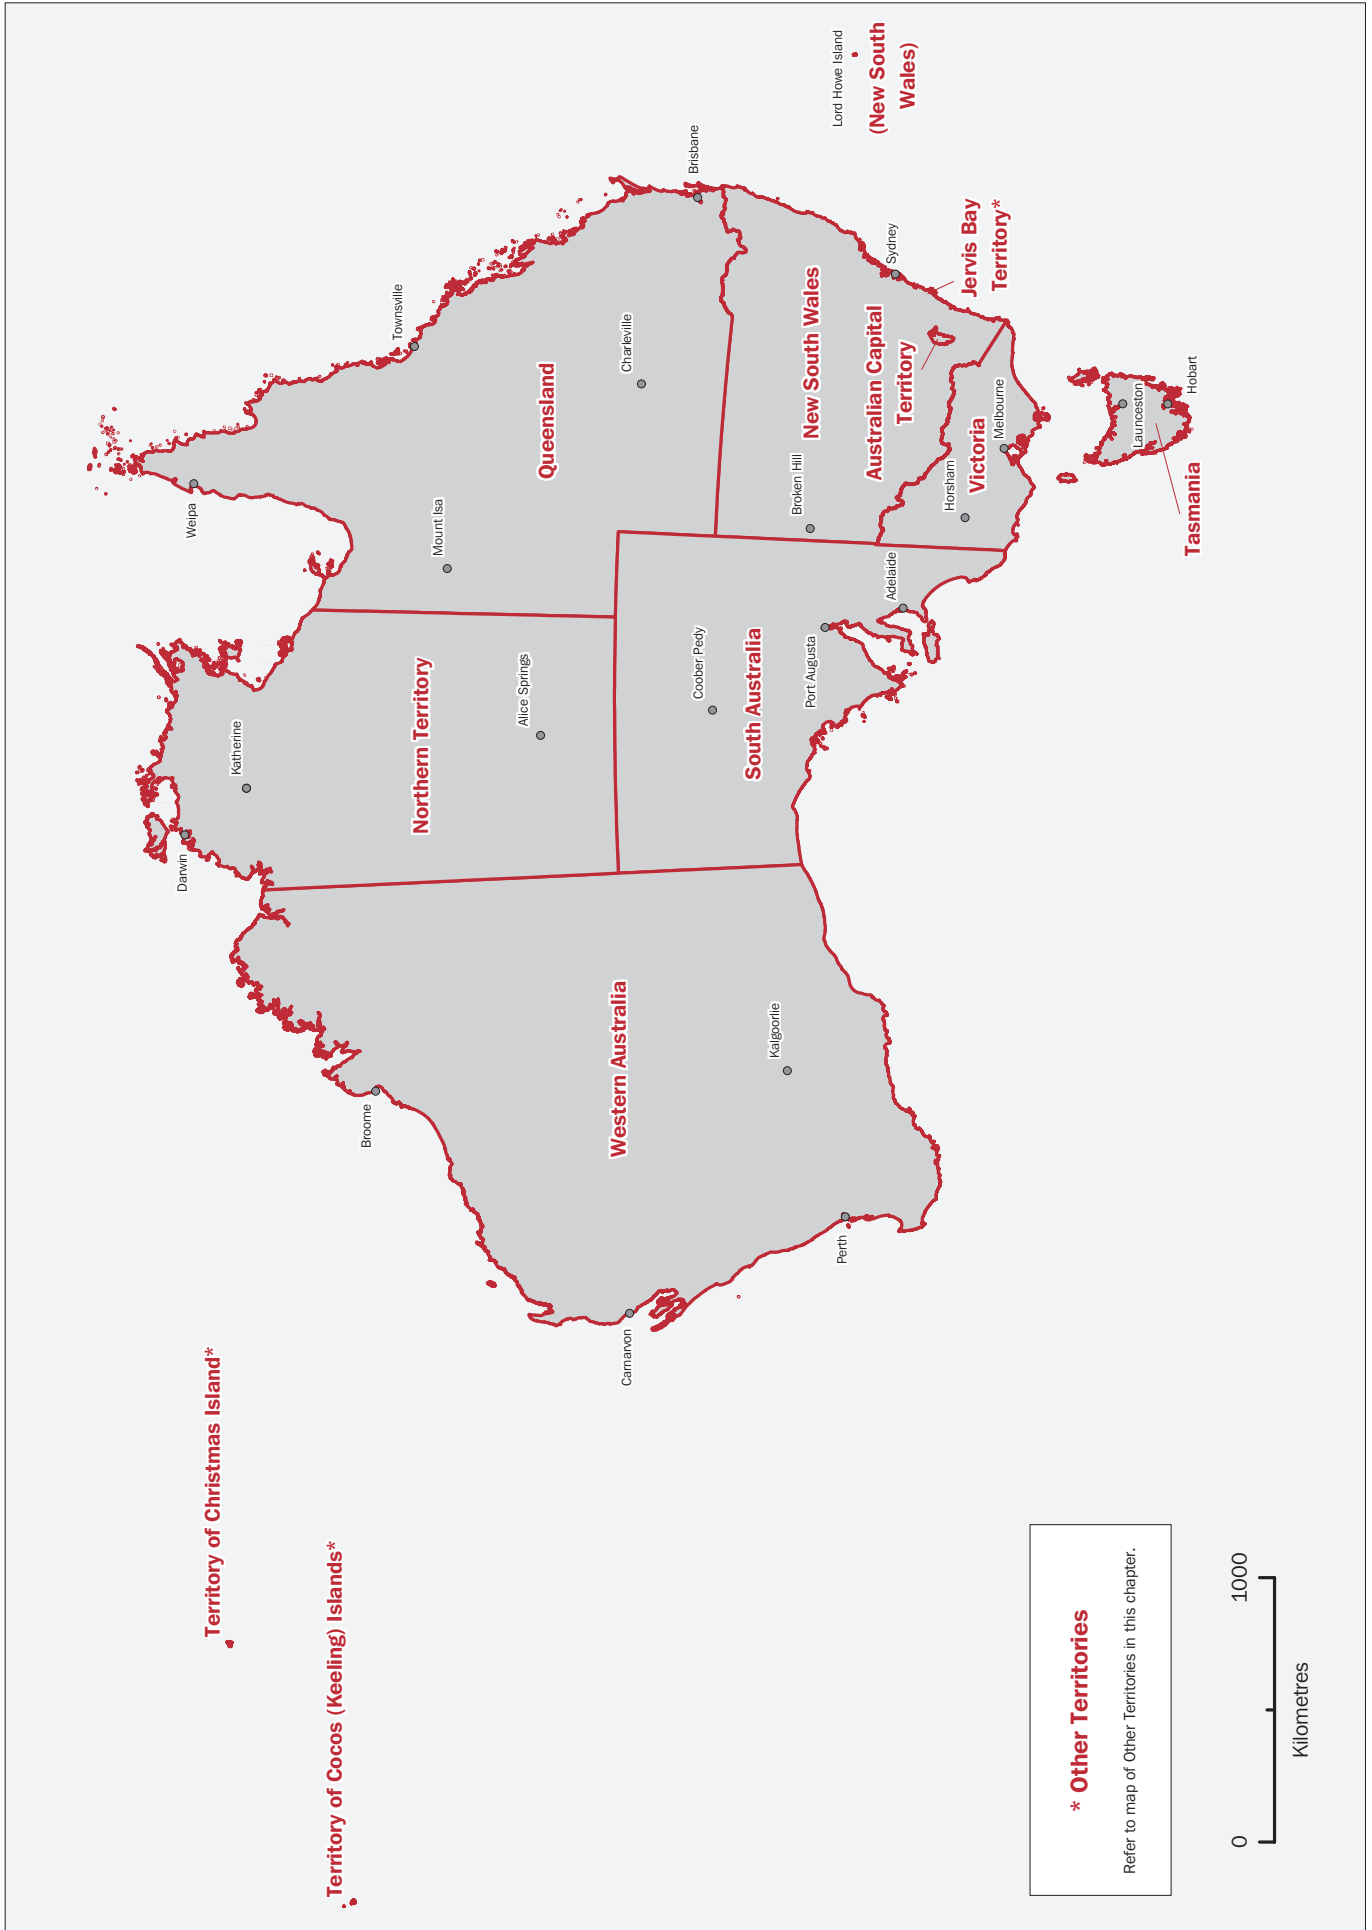 Territory of Christmas Island*
Territory of Cocos (Keeling) Islands*
Darwin
Katherine
Weipa
Broome
Northern Territory
Mount Isa
Townsville
Alice Springs
Queensland
Carnarvon
Western Australia
Charleville
Coober Pedy
Brisbane
South Australia
Kalgoorlie
Port Augusta
Broken Hill
New South Wales
Perth
Lord Howe Island
(New South
Wales)
Adelaide
Australian Capital
Territory
Sydney
Jervis Bay
Territory*
Horsham
Victoria
Melbourne
Launceston
Hobart
Tasmania
* Other Territories
Refer to map of Other Territories in this chapter.
0
1000
Kilometres